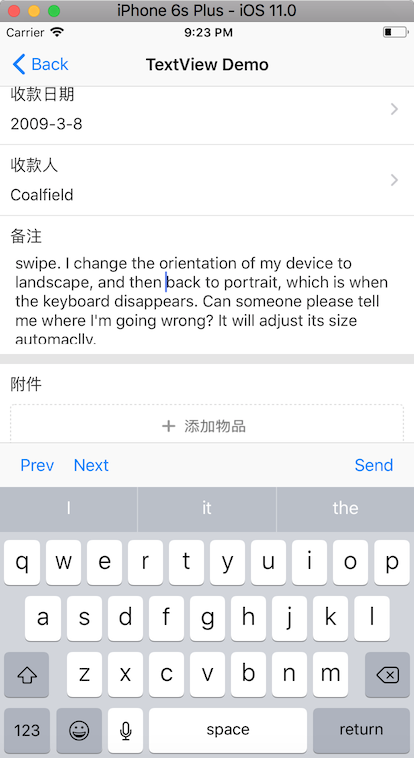 iPhone 6s Plus - iOS 11.0
Carrier 9:23 PM
Back TextView Demo
收款日期
2009-3-8
收款人
Coalfield
备注
swipe. I change the orientation of my device to
landscape, and then back to portrait, which is when
the keyboard disappears. Can someone please tell
me where I'm going wrong? It will adjust its size
automaclly.
附件
+ 添加物品
Prev Next Send
I it the
q w e r t y u i o p
a s d f g h j k l
z x c v b n m
123 space return